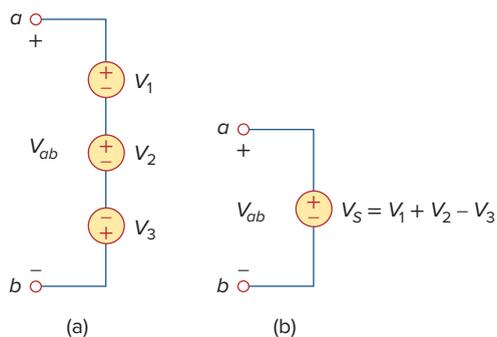 a
+
+
−
V1
Vab
+
−
V2
−
+
V3
−
b
(a)
a
+
Vab
+
−
VS = V1 + V2 − V3
−
b
(b)